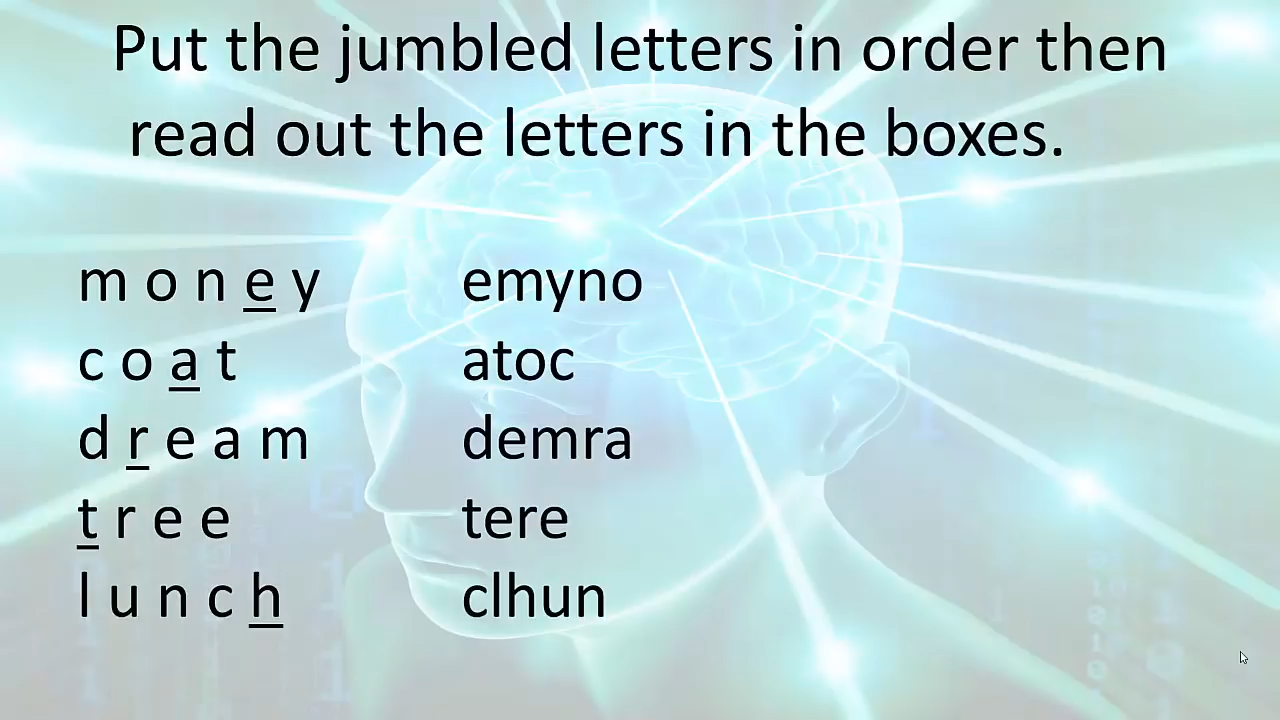 Put the jumbled letters in order then
read out the letters in the boxes.
m o n e y emyno
c o a t atoc
d r e a m demra
t r e e tere
l u n c h clhun